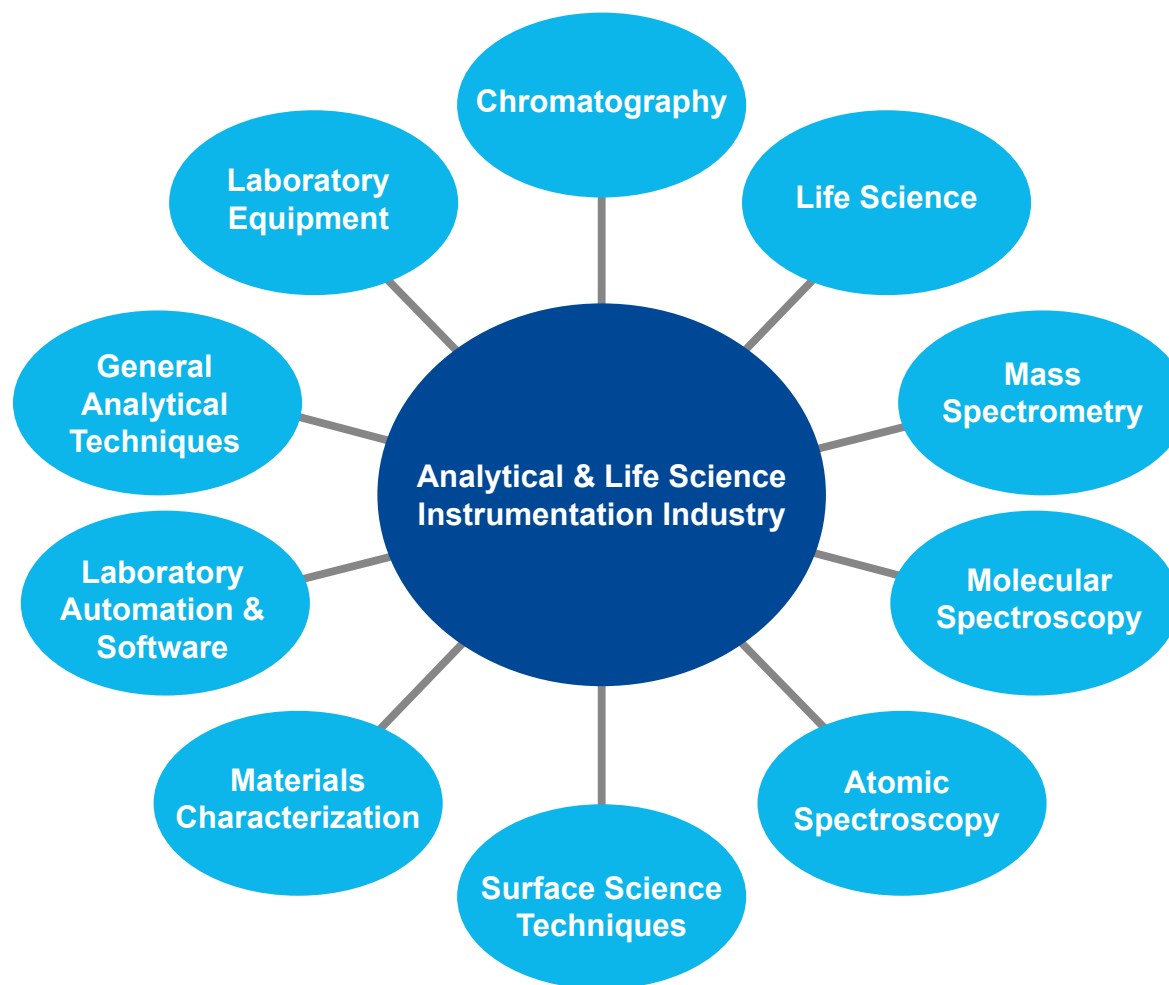 Chromatography
Life Science
Mass
Spectrometry
Molecular
Spectroscopy
Atomic
Spectroscopy
Surface Science
Techniques
Materials
Characterization
Laboratory
Automation &
Software
General
Analytical
Techniques
Laboratory
Equipment
Analytical & Life Science
Instrumentation Industry